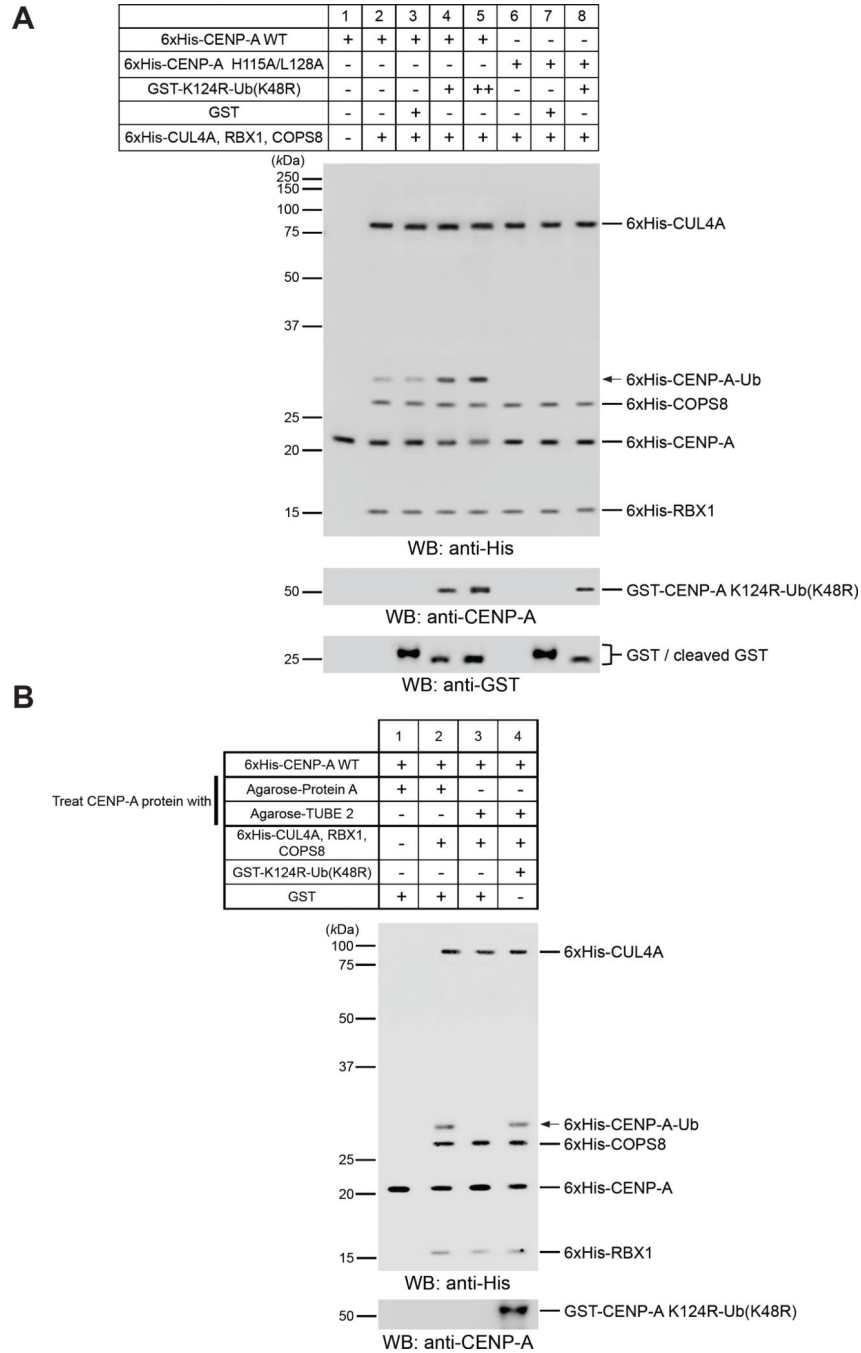 A
1 2 3 4 5 6 7 8
6xHis-CENP-A WT + + + + + - - -
6xHis-CENP-A H115A/L128A - - - - - + + +
GST-K124R-Ub(K48R) - - - + ++ - - +
GST - - + - - - + -
6xHis-CUL4A, RBX1, COPS8 - + + + + + + +
(kDa)
250
150
100
75
50
37
25
20
15
6xHis-CUL4A
6xHis-CENP-A-Ub
6xHis-COPS8
6xHis-CENP-A
6xHis-RBX1
WB: anti-His
50
GST-CENP-A K124R-Ub(K48R)
WB: anti-CENP-A
25
GST / cleaved GST
WB: anti-GST
B
1 2 3 4
6xHis-CENP-A WT + + + +
Treat CENP-A protein with
Agarose-Protein A + + - -
Agarose-TUBE 2 - - + +
6xHis-CUL4A, RBX1,
COPS8 - + + +
GST-K124R-Ub(K48R) - - - +
GST + + + -
(kDa)
100
75
50
37
25
20
15
6xHis-CUL4A
6xHis-CENP-A-Ub
6xHis-COPS8
6xHis-CENP-A
6xHis-RBX1
WB: anti-His
50
GST-CENP-A K124R-Ub(K48R)
WB: anti-CENP-A